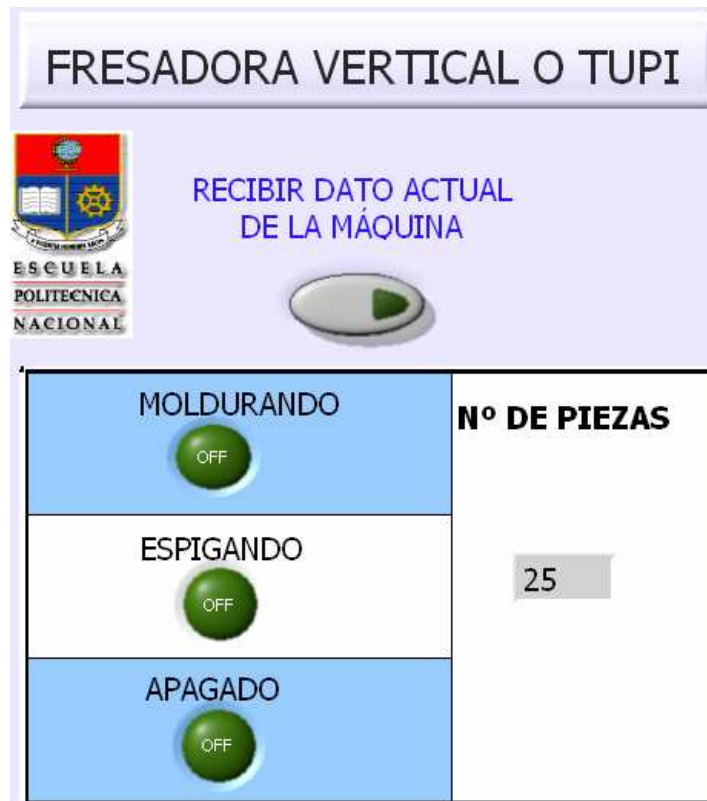 FRESADORA VERTICAL O TUPI
RECIBIR DATO ACTUAL
DE LA MÁQUINA
ESCUELA
POLITECNICA
NACIONAL
MOLDURANDO
OFF
Nº DE PIEZAS
ESPIGANDO
OFF
25
APAGADO
OFF